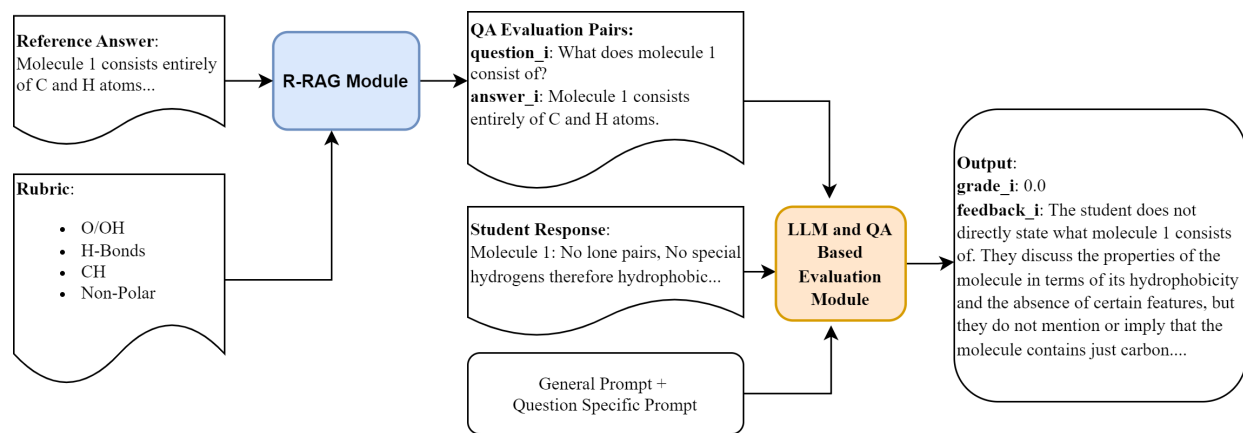 Reference Answer:
Molecule 1 consists entirely
of C and H atoms...
R-RAG Module
QA Evaluation Pairs:
question_i: What does molecule 1
consist of?
answer_i: Molecule 1 consists
entirely of C and H atoms.
Rubric:
• O/OH
• H-Bonds
• CH
• Non-Polar
Student Response:
Molecule 1: No lone pairs, No special
hydrogens therefore hydrophobic...
General Prompt +
Question Specific Prompt
LLM and QA
Based
Evaluation
Module
Output:
grade_i: 0.0
feedback_i: The student does not
directly state what molecule 1 consists
of. They discuss the properties of the
molecule in terms of its hydrophobicity
and the absence of certain features, but
they do not mention or imply that the
molecule contains just carbon....